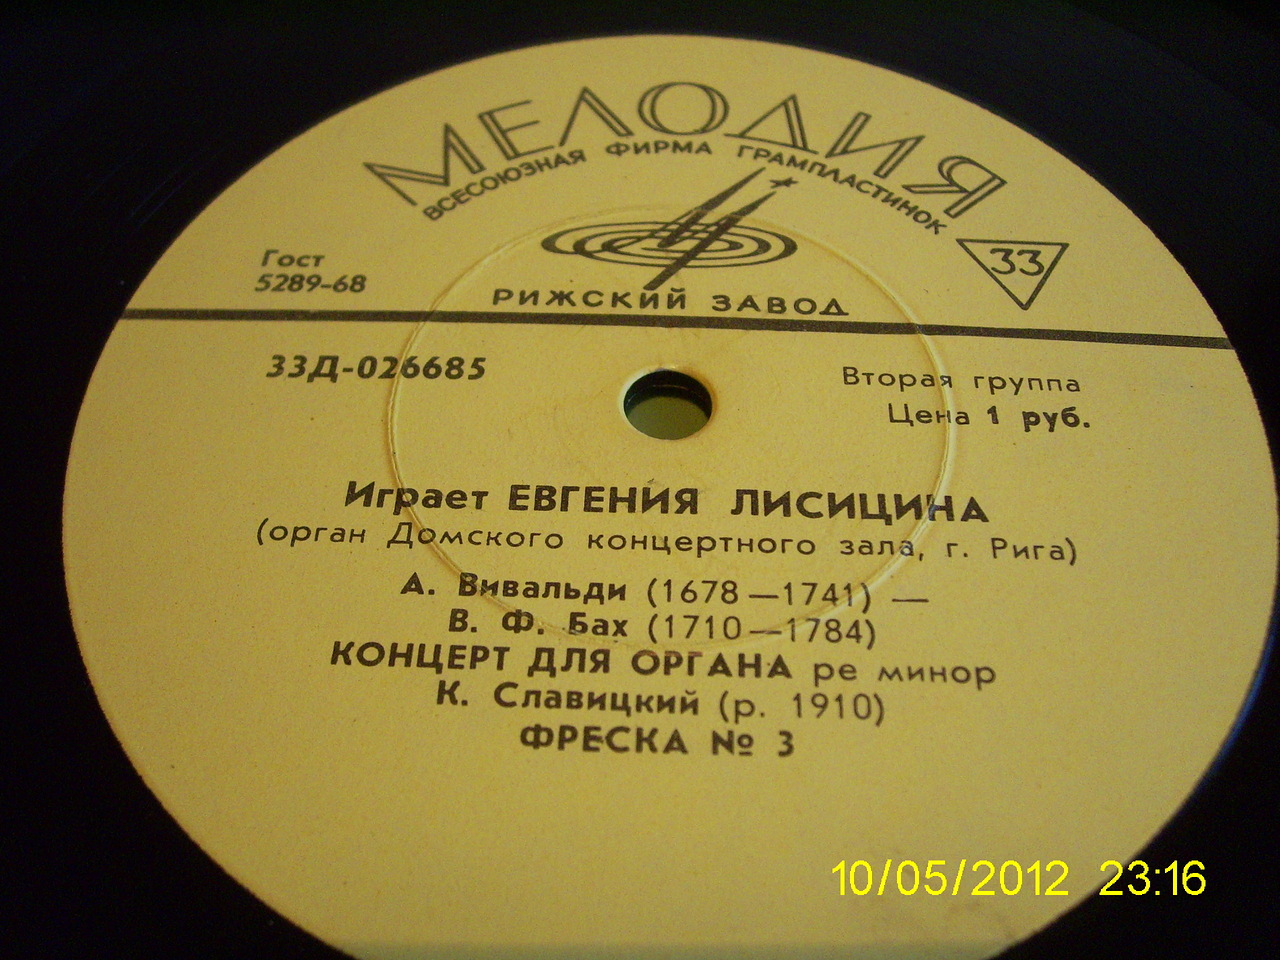 МЕЛОДИЯ
ВСЕСОЮЗНАЯ ФИРМА ГРАМПЛАСТИНОК
Гост
5289-68
33
РИЖСКИЙ ЗАВОД
33Д-026685
Вторая группа
Цена 1 руб.
Играет ЕВГЕНИЯ ЛИСИЦИНА
(орган Домского концертного зала, г. Рига)
А. Вивальди (1678—1741) —
В. Ф. Бах (1710—1784)
КОНЦЕРТ ДЛЯ ОРГАНА ре минор
К. Славицкий (р. 1910)
ФРЕСКА № 3
10/05/2012 23:16